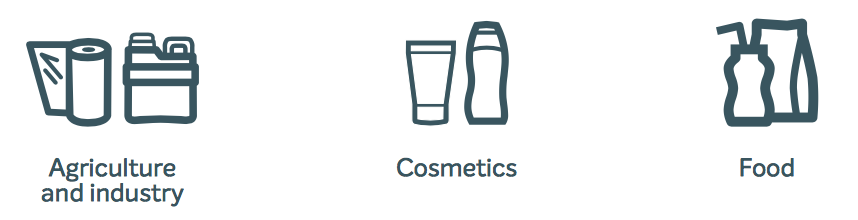 Agriculture
and industry
Cosmetics
Food